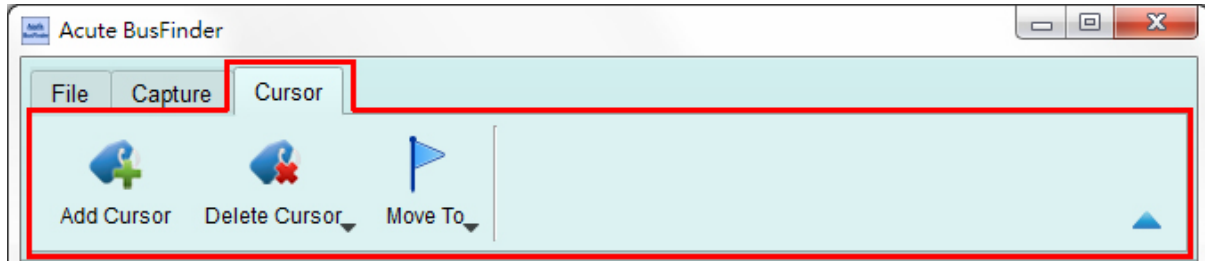 Acute BusFinder
File Capture Cursor
Add Cursor Delete Cursor Move To